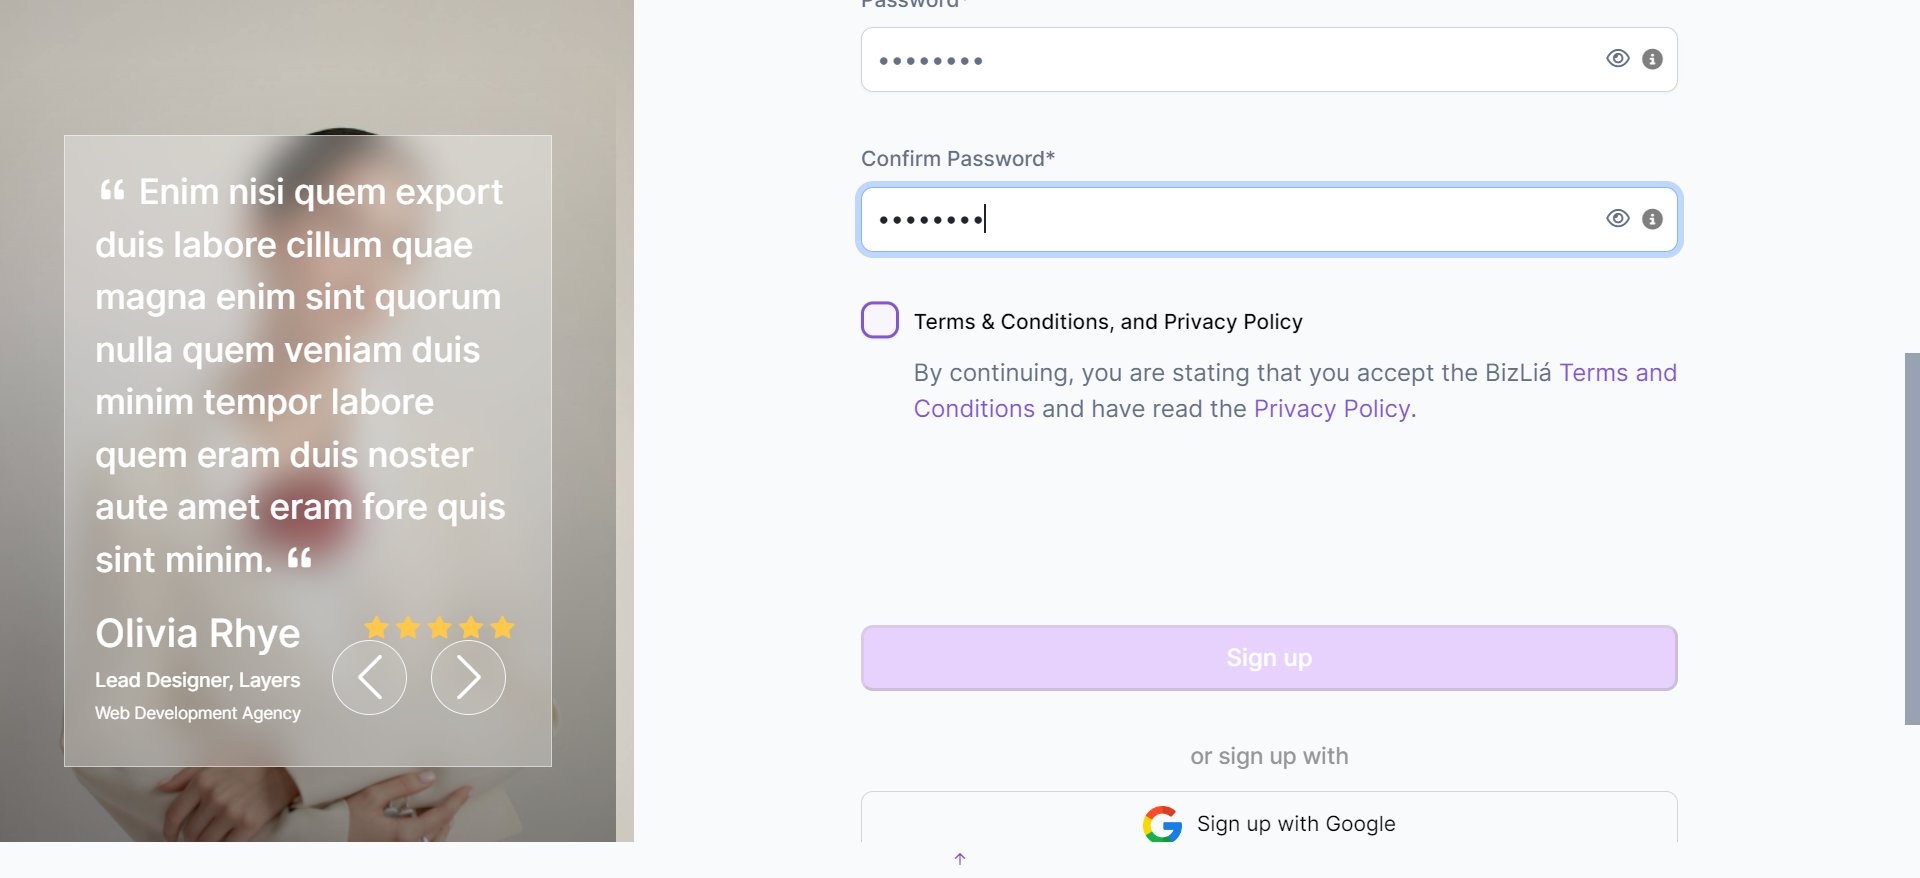 “ Enim nisi quem export
duis labore cillum quae
magna enim sint quorum
nulla quem veniam duis
minim tempor labore
quem eram duis noster
aute amet eram fore quis
sint minim. “
Olivia Rhye
Lead Designer, Layers
Web Development Agency
Password*
••••••••
Confirm Password*
••••••••
Terms & Conditions, and Privacy Policy
By continuing, you are stating that you accept the BizLiá Terms and
Conditions and have read the Privacy Policy.
Sign up
or sign up with
Sign up with Google